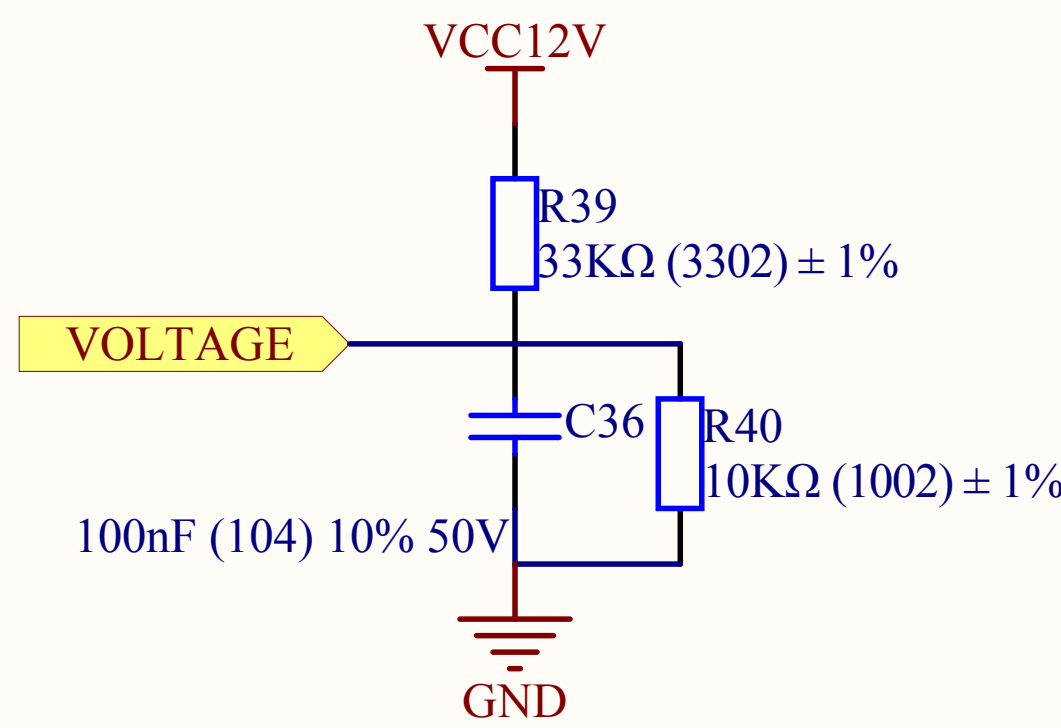 VCC12V
R39
33KΩ (3302) ± 1%
VOLTAGE
C36
R40
10KΩ (1002) ± 1%
100nF (104) 10% 50V
GND